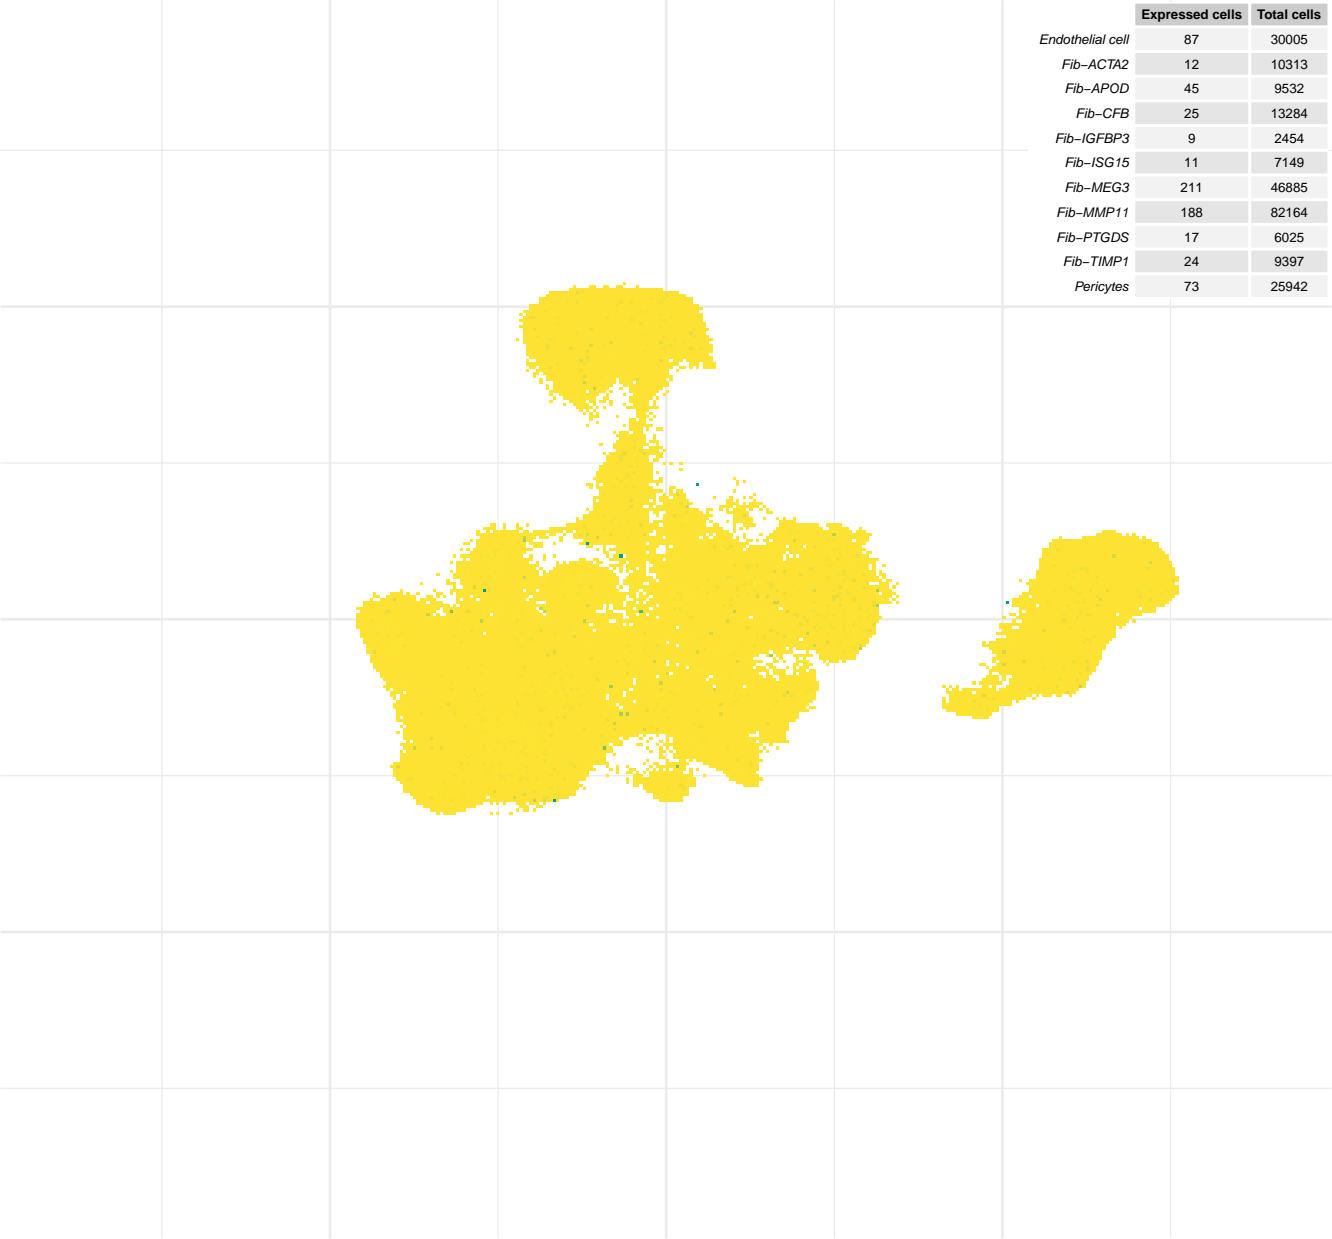 Expressed cells Total cells
Endothelial cell 87 30005
Fib−ACTA2 12 10313
Fib−APOD 45 9532
Fib−CFB 25 13284
Fib−IGFBP3 9 2454
Fib−ISG15 11 7149
Fib−MEG3 211 46885
Fib−MMP11 188 82164
Fib−PTGDS 17 6025
Fib−TIMP1 24 9397
Pericytes 73 25942